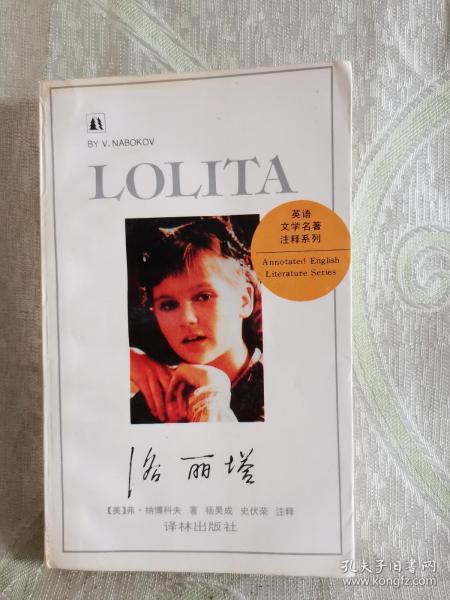 BY V. NABOKOV
LOLITA
英语
文学名著
注释系列
Annotated English
Literature Series
洛丽塔
【美】弗·纳博科夫 著 杨昊成 史伏荣 注释
译林出版社
孔夫子旧书网
kongfz.com